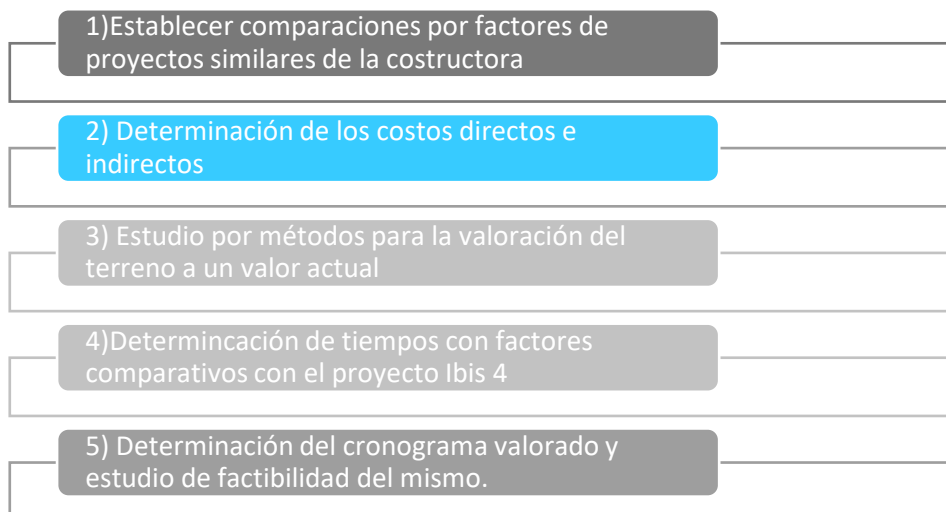 1)Establecer comparaciones por factores de
proyectos similares de la costructora
2) Determinación de los costos directos e
indirectos
3) Estudio por métodos para la valoración del
terreno a un valor actual
4)Determincación de tiempos con factores
comparativos con el proyecto Ibis 4
5) Determinación del cronograma valorado y
estudio de factibilidad del mismo.